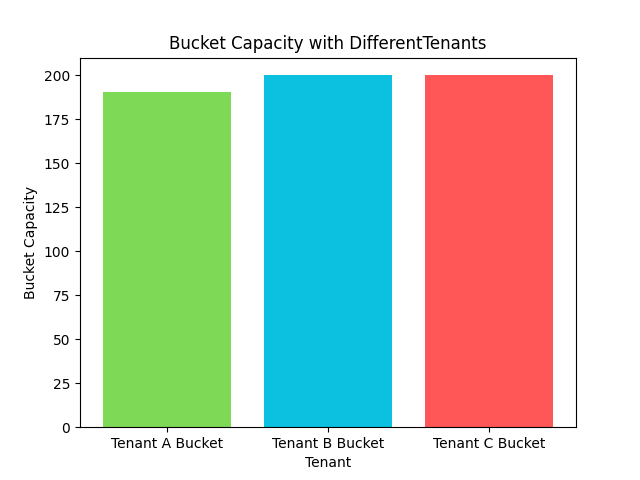 Bucket Capacity with DifferentTenants
200
175
150
125
100
75
50
25
0
Bucket Capacity
Tenant A Bucket
Tenant B Bucket
Tenant C Bucket
Tenant